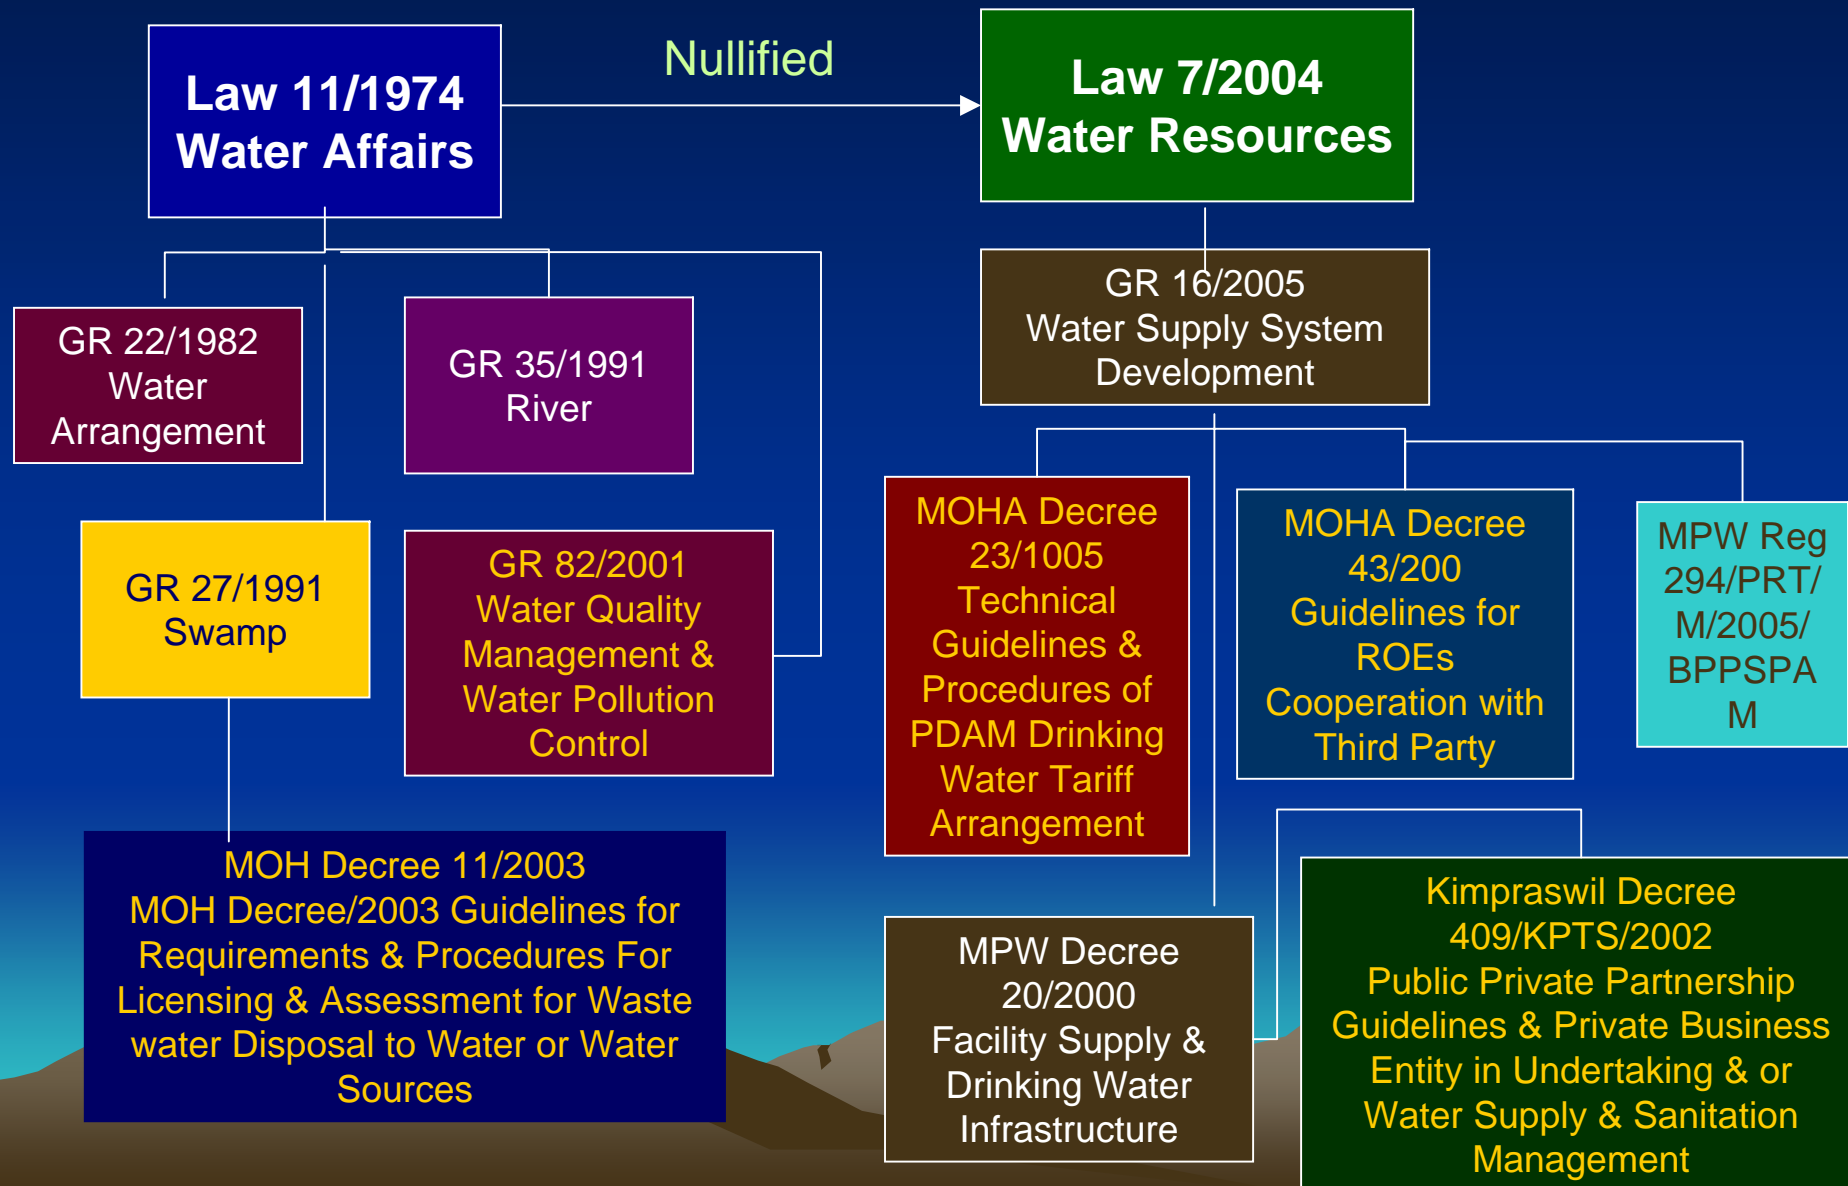 Law 11/1974
Water Affairs
Nullified
Law 7/2004
Water Resources
GR 22/1982
Water
Arrangement
GR 35/1991
River
GR 16/2005
Water Supply System
Development
GR 27/1991
Swamp
GR 82/2001
Water Quality
Management &
Water Pollution
Control
MOHA Decree
23/1005
Technical
Guidelines &
Procedures of
PDAM Drinking
Water Tariff
Arrangement
MOHA Decree
43/200
Guidelines for
ROEs
Cooperation with
Third Party
MPW Reg
294/PRT/
M/2005/
BPPSPA
M
MOH Decree 11/2003
MOH Decree/2003 Guidelines for
Requirements & Procedures For
Licensing & Assessment for Waste
water Disposal to Water or Water
Sources
MPW Decree
20/2000
Facility Supply &
Drinking Water
Infrastructure
Kimpraswil Decree
409/KPTS/2002
Public Private Partnership
Guidelines & Private Business
Entity in Undertaking & or
Water Supply & Sanitation
Management